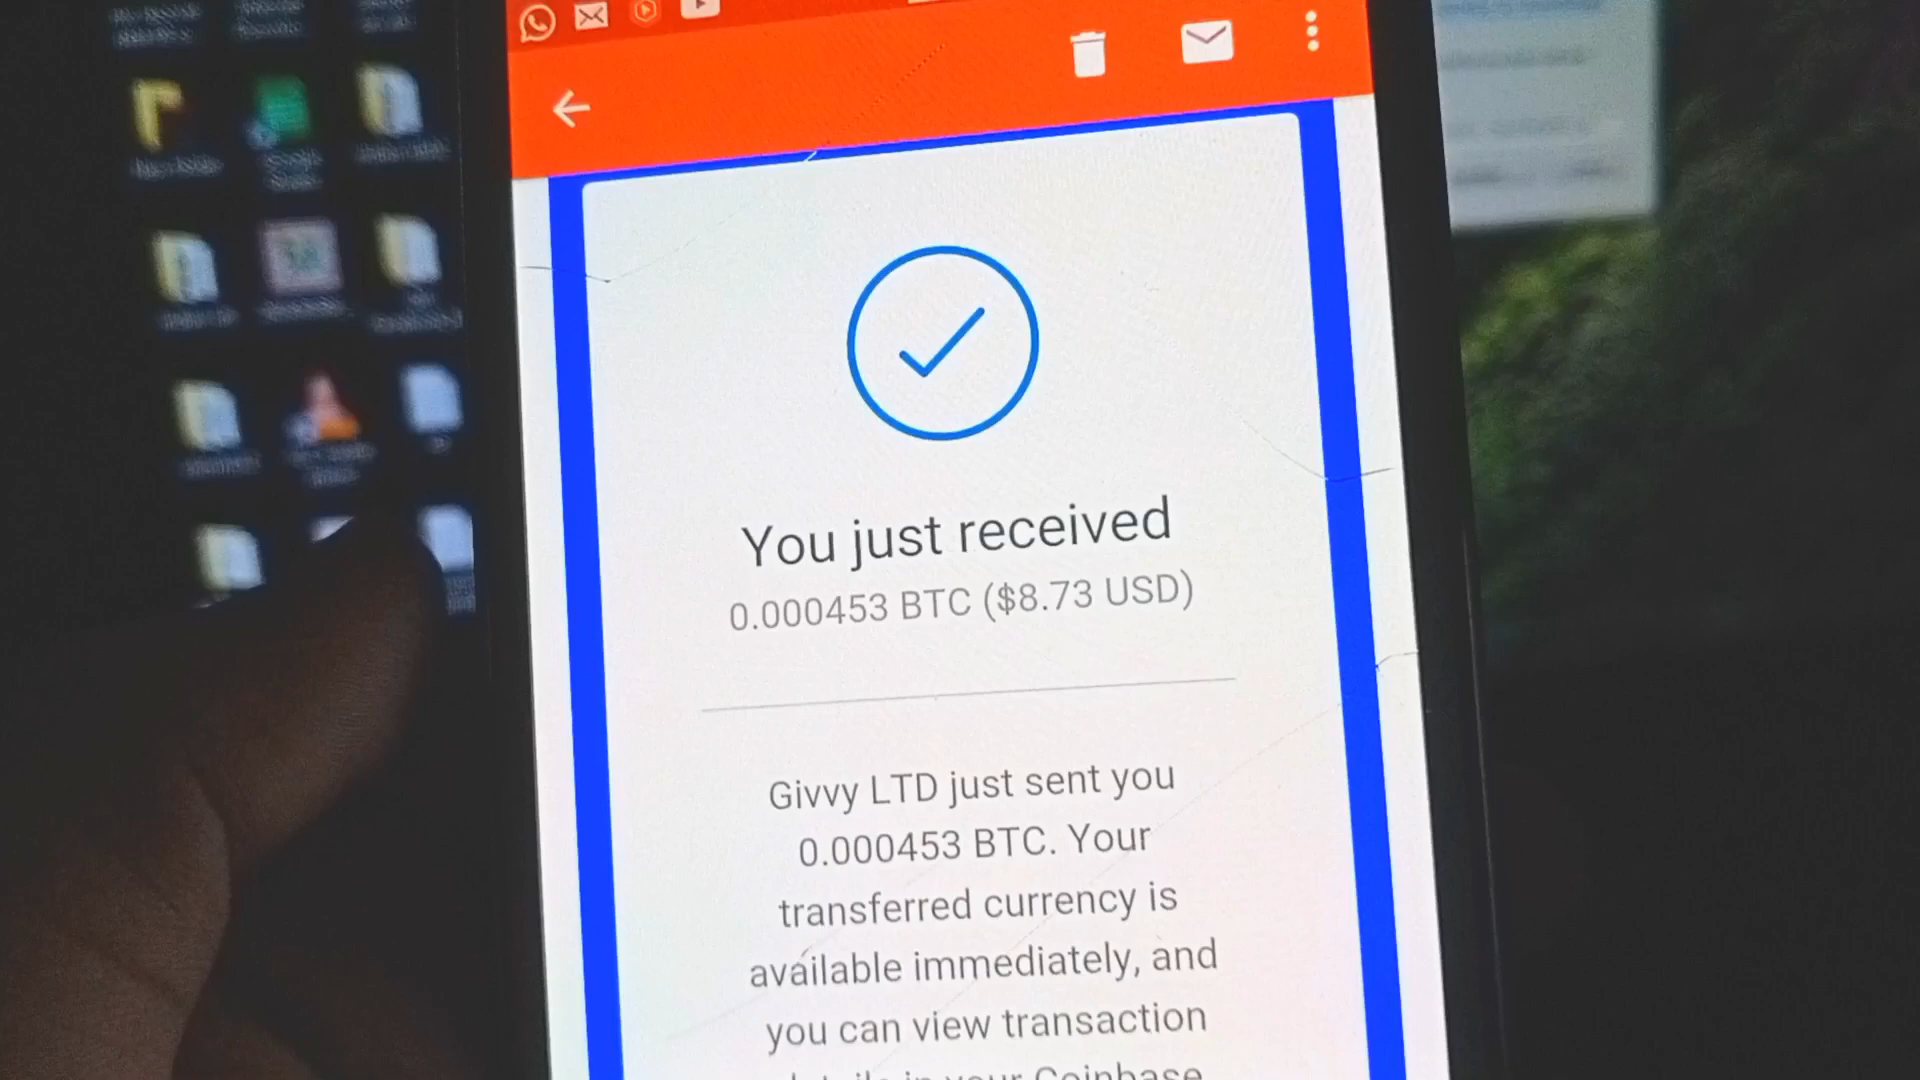 You just received
0.000453 BTC ($8.73 USD)
Givvy LTD just sent you
0.000453 BTC. Your
transferred currency is
available immediately, and
you can view transaction
details in your Coinbase